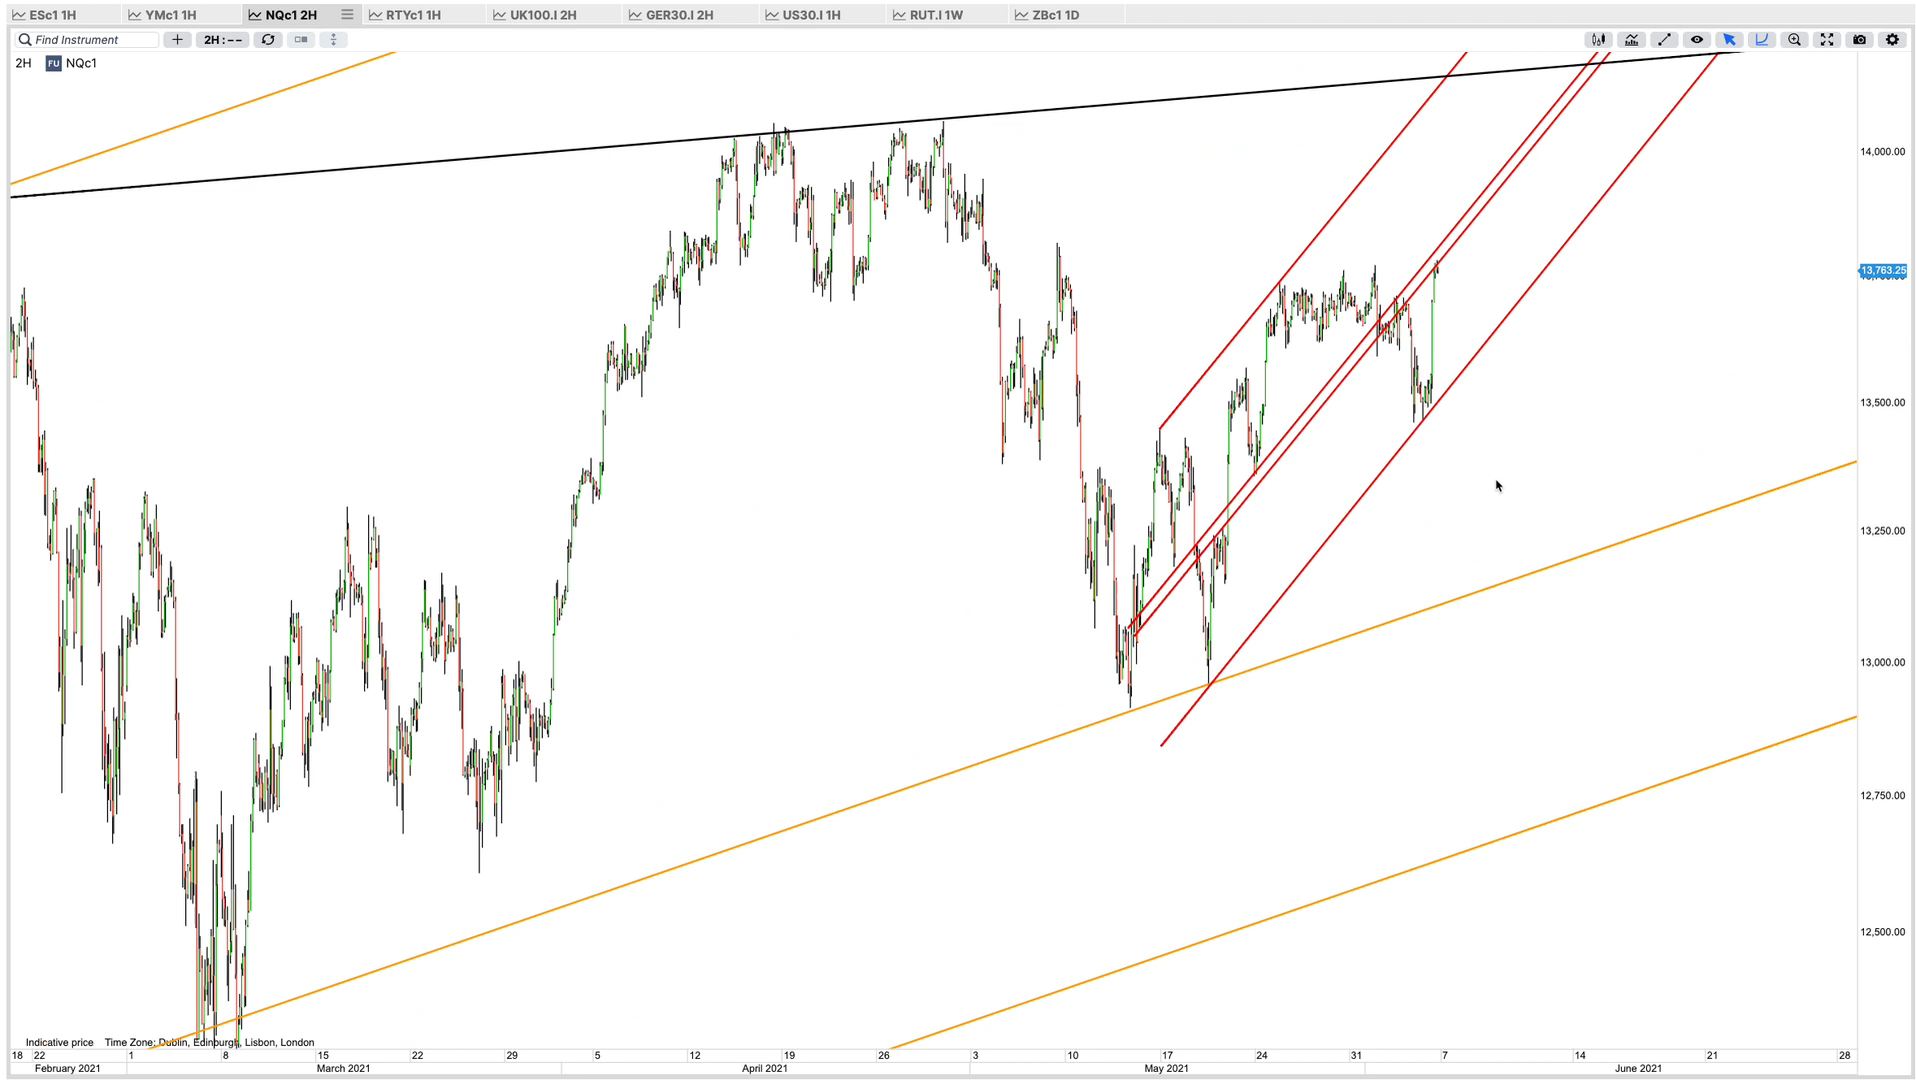 ESc1 1H YMc1 1H NQc1 2H RTYc1 1H UK100.I 2H GER30.I 2H US30.I 1H RUT.I 1W ZBc1 1D
Find Instrument 2H : --
2H FU NQc1
14,000.00
13,763.25
13,500.00
13,250.00
13,000.00
12,750.00
12,500.00
Indicative price Time Zone: Dublin, Edinburgh, Lisbon, London
18 22 1 8 15 22 29 5 12 19 26 3 10 17 24 31 7 14 21 28
February 2021 March 2021 April 2021 May 2021 June 2021